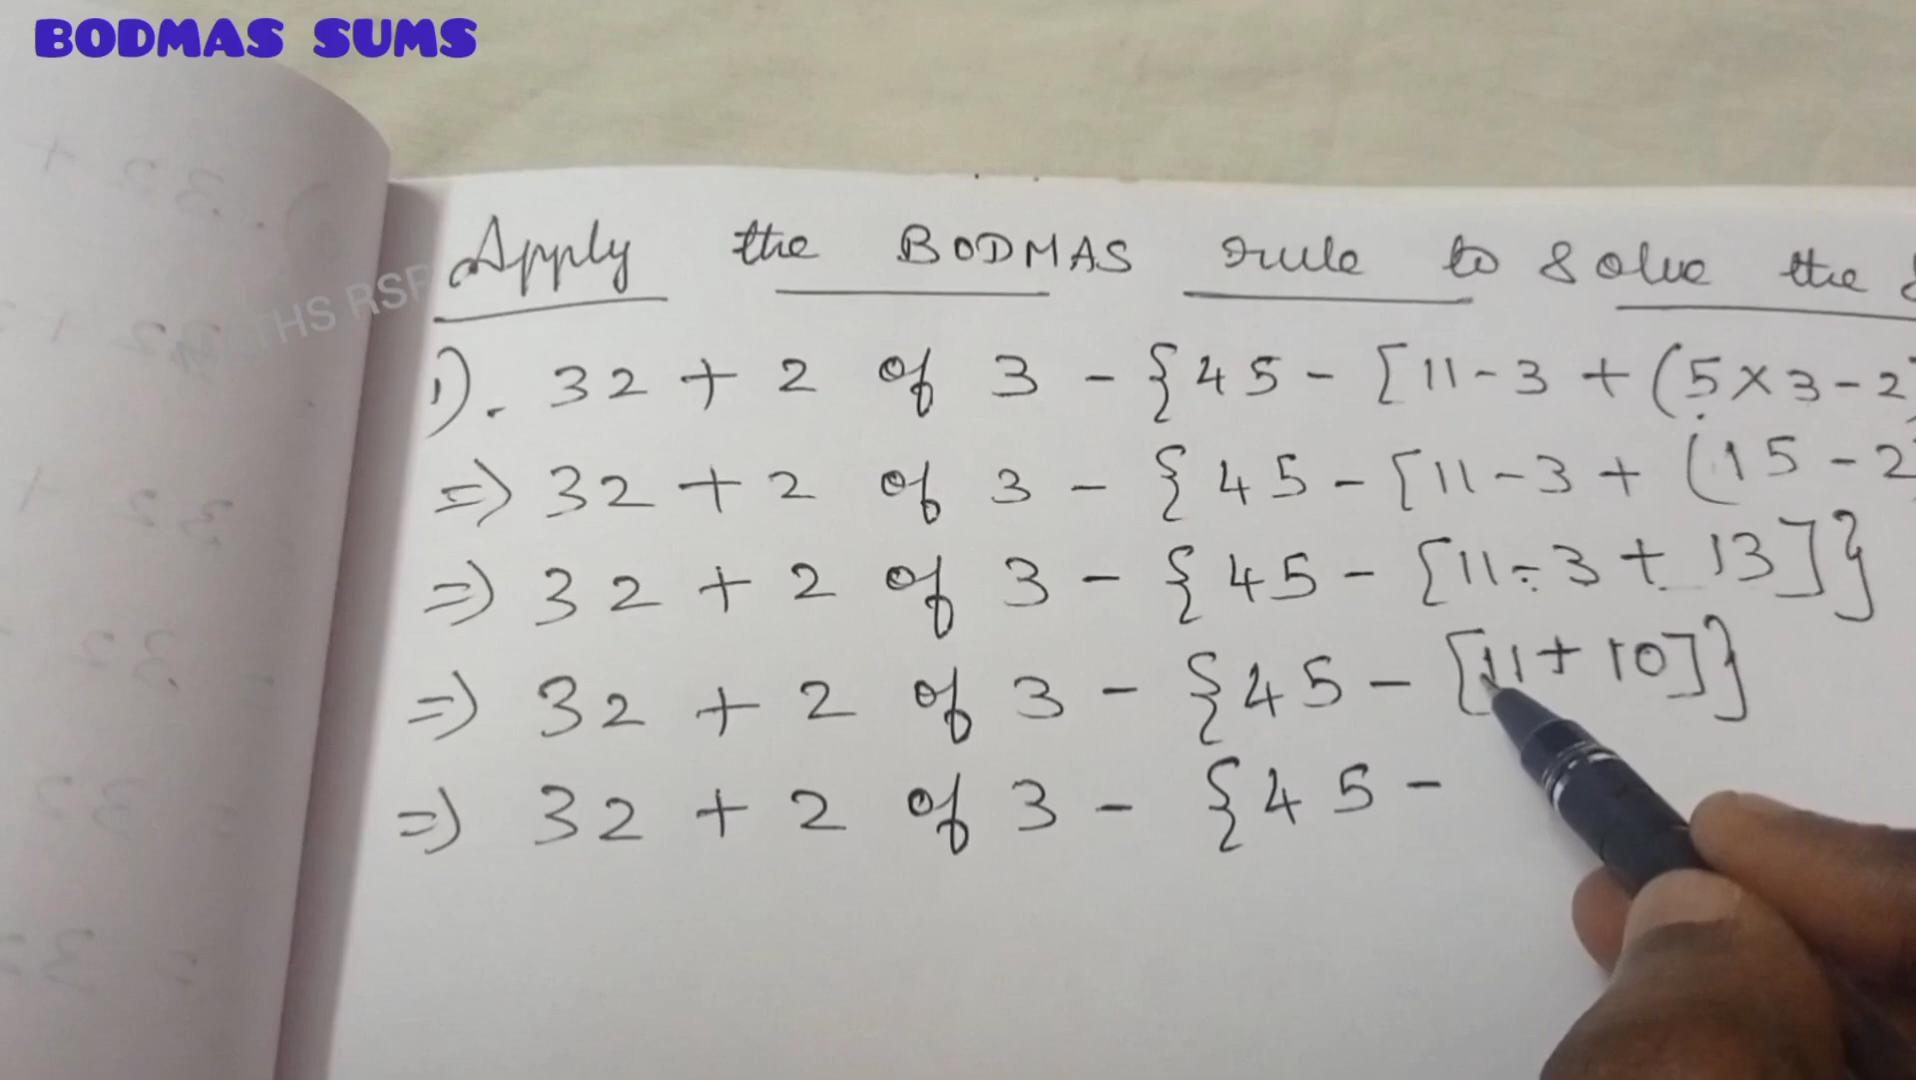 BODMAS SUMS
Apply the BODMAS rule to solve the
1). 32 + 2 of 3 - {45 - [11-3 + (5×3-2)
=> 32 + 2 of 3 - {45 - [11-3 + (15-2)
=> 32 + 2 of 3 - {45 - [11-3 + 13]}
=> 32 + 2 of 3 - {45 - [11 + 10]}
=> 32 + 2 of 3 - {45 -